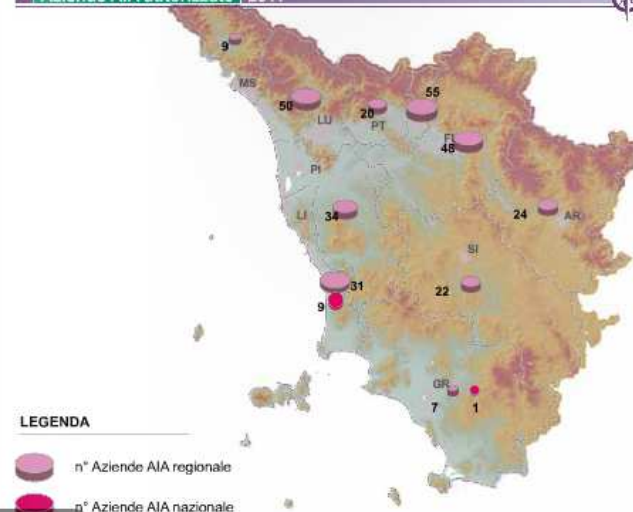 9
MS
50
LU
20
PT
55
FI
48
PI
LI
34
24
AR
SI
31
9
22
GR
7
1
LEGENDA
n° Aziende AIA regionale
n° Aziende AIA nazionale